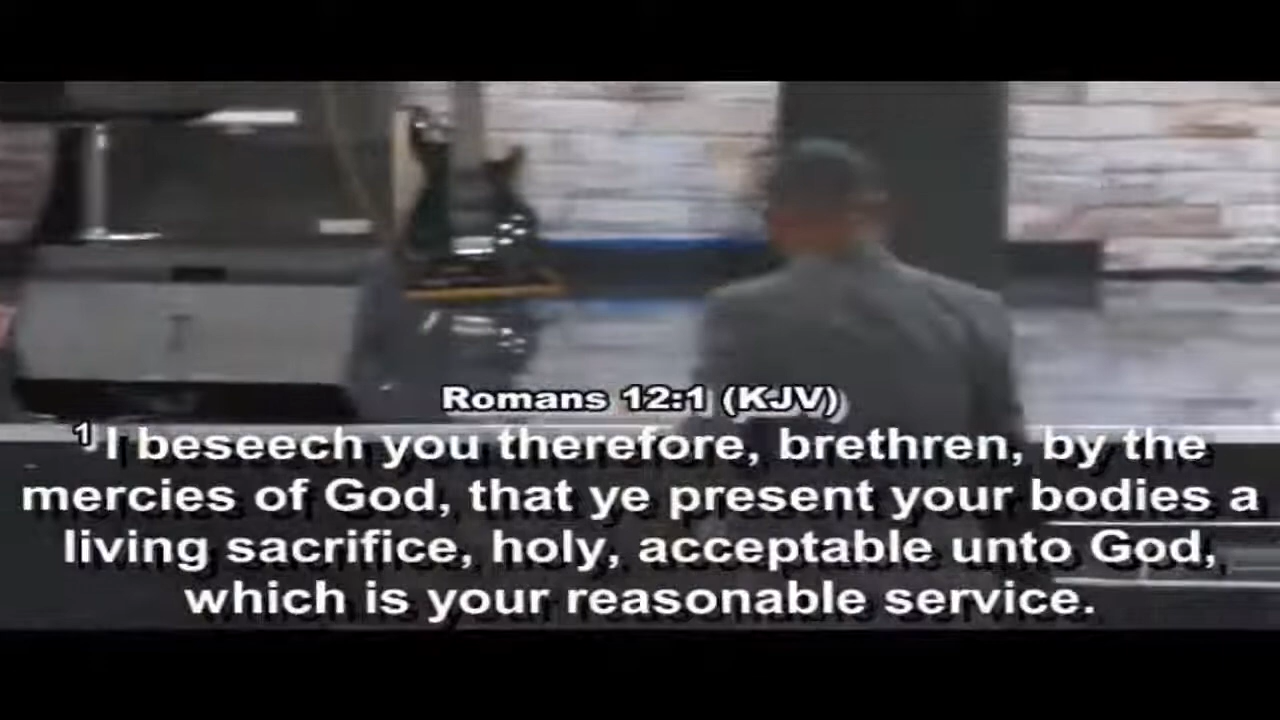 Romans 12:1 (KJV)
1 I beseech you therefore, brethren, by the
mercies of God, that ye present your bodies a
living sacrifice, holy, acceptable unto God,
which is your reasonable service.